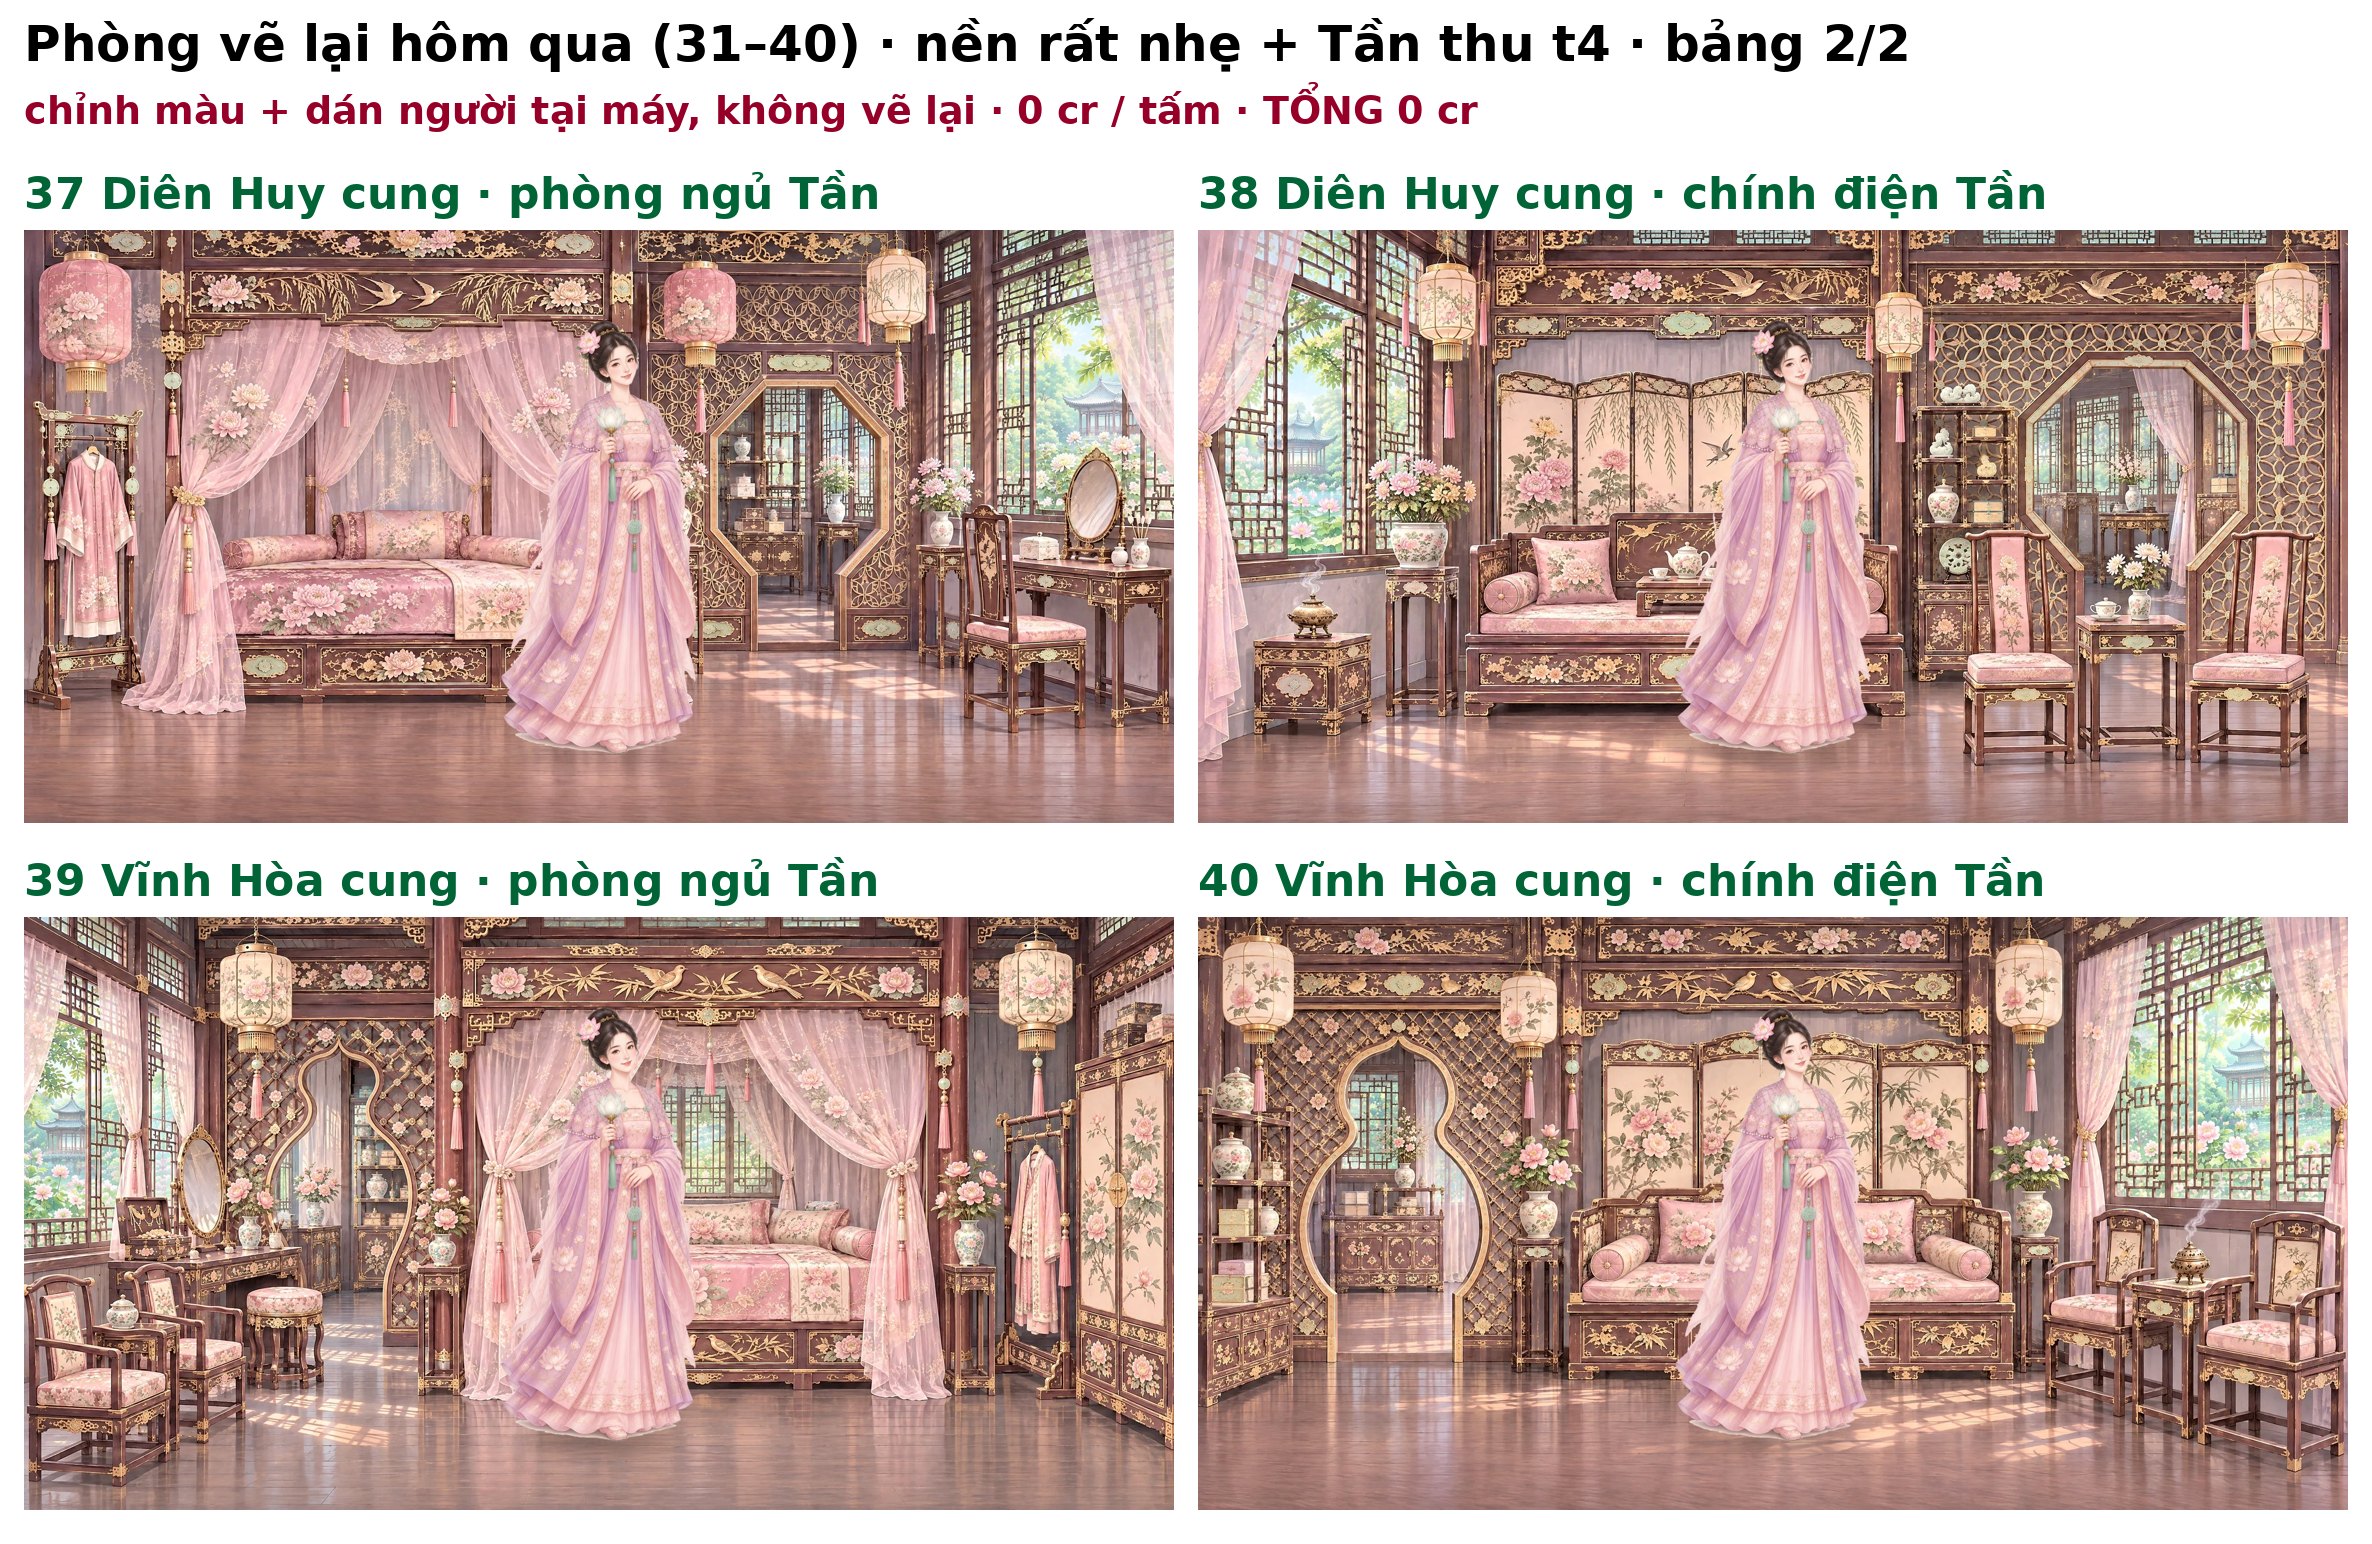 Phòng vẽ lại hôm qua (31–40) · nền rất nhẹ + Tần thu t4 · bảng 2/2
chỉnh màu + dán người tại máy, không vẽ lại · 0 cr / tấm · TỔNG 0 cr
37 Diên Huy cung · phòng ngủ Tần
38 Diên Huy cung · chính điện Tần
39 Vĩnh Hòa cung · phòng ngủ Tần
40 Vĩnh Hòa cung · chính điện Tần